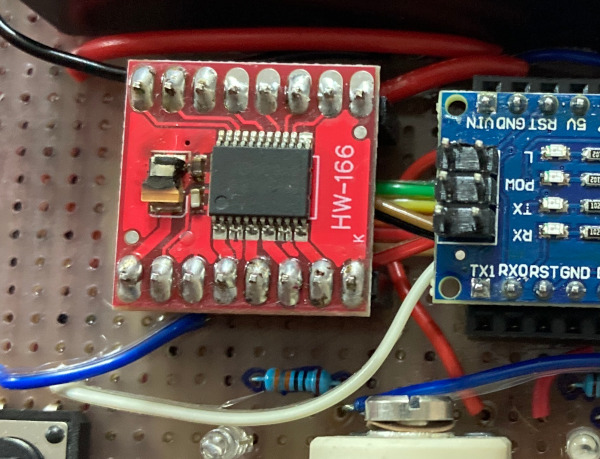 HW-166
K
VIN GND RST 5V
L
POW
TX
RX
TX1 RX0 RST GND